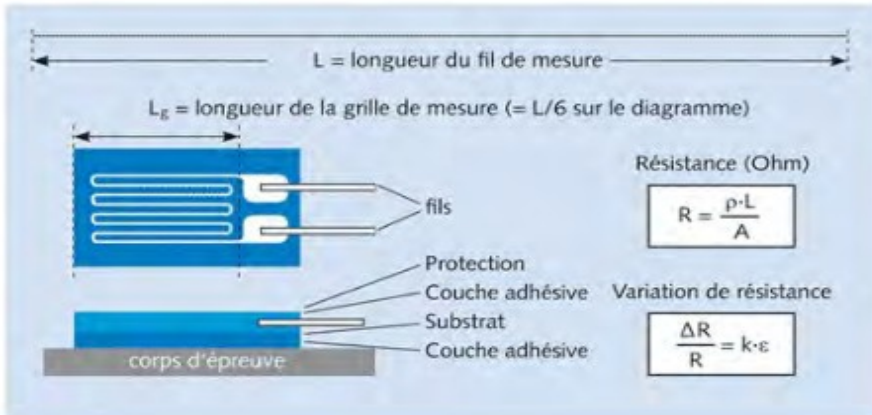 L = longueur du fil de mesure
Lg = longueur de la grille de mesure (= L/6 sur le diagramme)
Résistance (Ohm)
R = ρ·L / A
fils
Protection
Couche adhésive
Substrat
Couche adhésive
corps d'épreuve
Variation de résistance
ΔR / R = k·ε